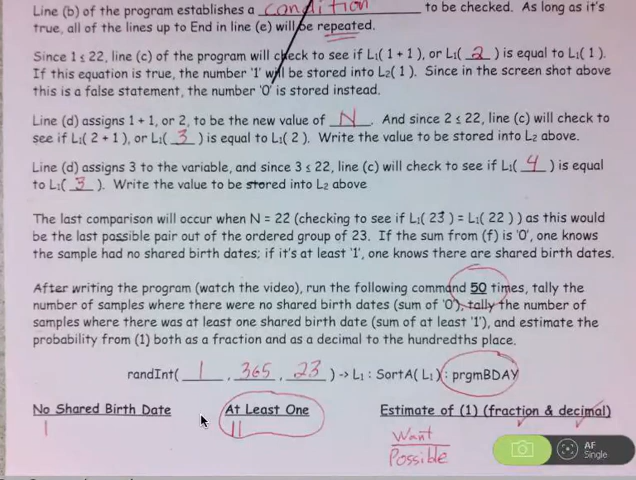 Line (b) of the program establishes a condition to be checked. As long as it's
true, all of the lines up to End in line (e) will be repeated.
Since 1 ≤ 22, line (c) of the program will check to see if L₁( 1 + 1 ), or L₁( 2 ) is equal to L₁( 1 ).
If this equation is true, the number '1' will be stored into L₂( 1 ). Since in the screen shot above
this is a false statement, the number '0' is stored instead.
Line (d) assigns 1 + 1, or 2, to be the new value of N. And since 2 ≤ 22, line (c) will check to
see if L₁( 2 + 1 ), or L₁( 3 ) is equal to L₁( 2 ). Write the value to be stored into L₂ above.
Line (d) assigns 3 to the variable, and since 3 ≤ 22, line (c) will check to see if L₁( 4 ) is equal
to L₁( 3 ). Write the value to be stored into L₂ above
The last comparison will occur when N = 22 (checking to see if L₁( 23 ) = L₁( 22 ) ) as this would
be the last possible pair out of the ordered group of 23. If the sum from (f) is '0', one knows
the sample had no shared birth dates; if it's at least '1', one knows there are shared birth dates.
After writing the program (watch the video), run the following command 50 times, tally the
number of samples where there were no shared birth dates (sum of '0'), tally the number of
samples where there was at least one shared birth date (sum of at least '1'), and estimate the
probability from (1) both as a fraction and as a decimal to the hundredths place.
randInt( 1 , 365 , 23 ) -> L₁ : SortA( L₁ ) : prgmBDAY
No Shared Birth Date At Least One Estimate of (1) (fraction & decimal)
| || Want
Possible
AF
Single